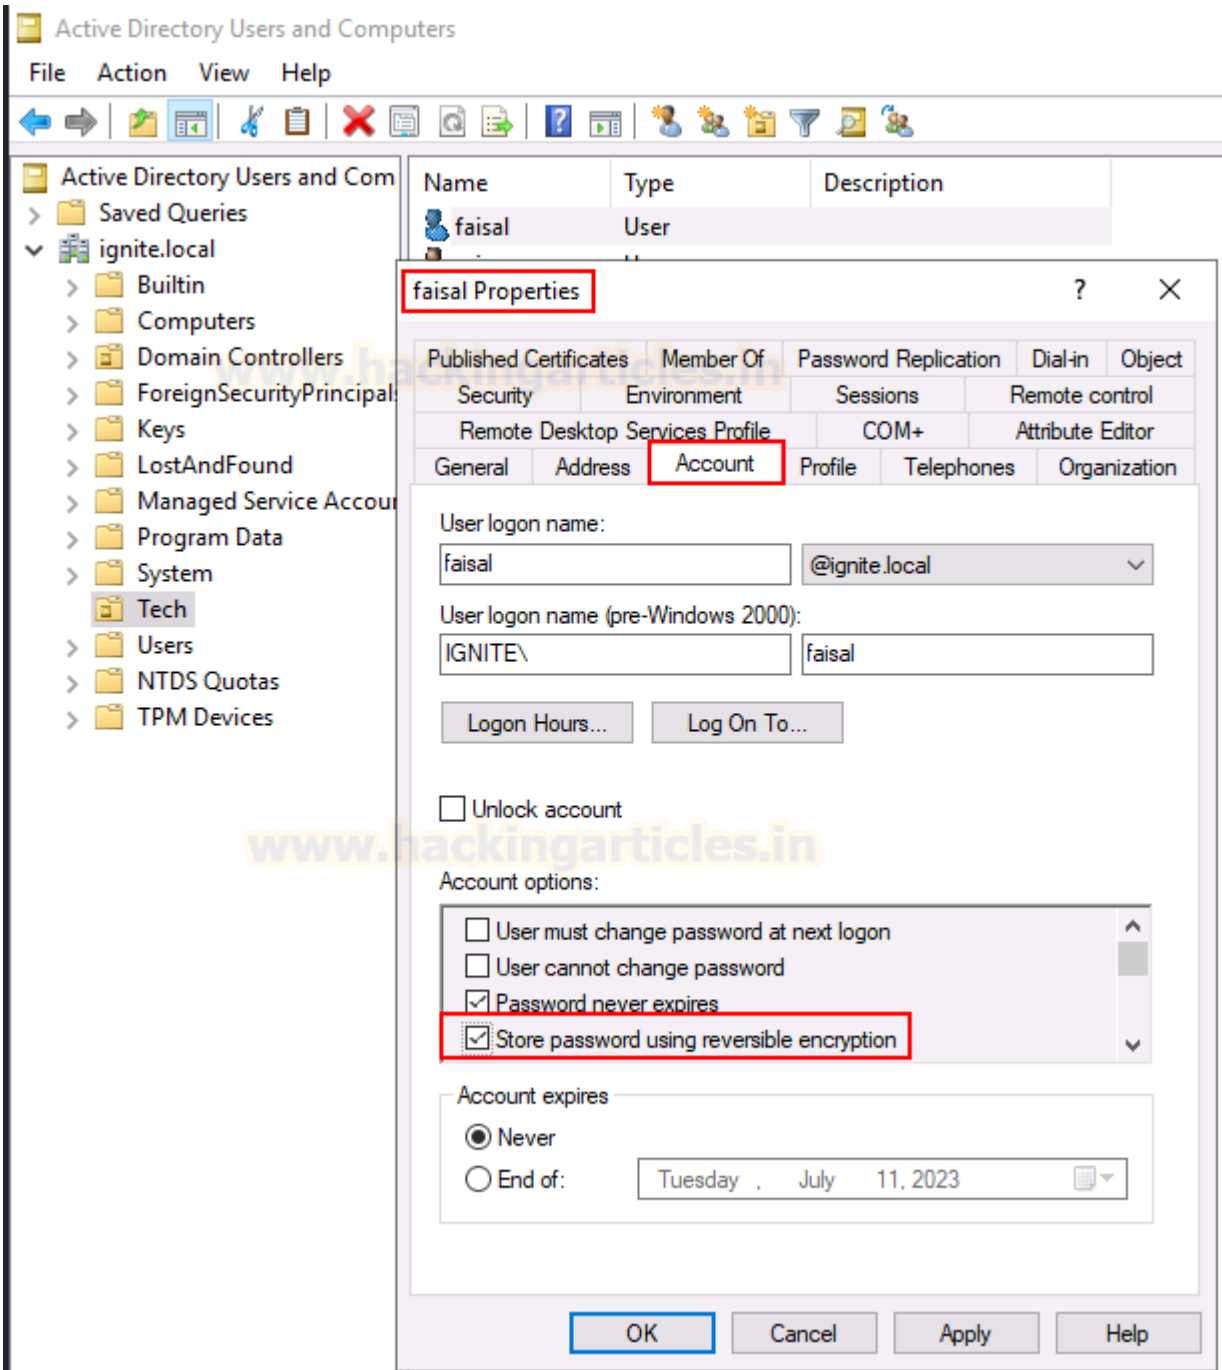 Active Directory Users and Computers
File Action View Help
Active Directory Users and Com
Saved Queries
ignite.local
Builtin
Computers
Domain Controllers
ForeignSecurityPrincipals
Keys
LostAndFound
Managed Service Accour
Program Data
System
Tech
Users
NTDS Quotas
TPM Devices
Name Type Description
faisal User
faisal Properties ?
Published Certificates Member Of Password Replication Dial-in Object
Security Environment Sessions Remote control
Remote Desktop Services Profile COM+ Attribute Editor
General Address Account Profile Telephones Organization
www.hackingarticles.in
User logon name:
faisal @ignite.local
User logon name (pre-Windows 2000):
IGNITE\ faisal
Logon Hours... Log On To...
Unlock account
www.hackingarticles.in
Account options:
User must change password at next logon
User cannot change password
Password never expires
Store password using reversible encryption
Account expires
Never
End of: Tuesday , July 11, 2023
OK Cancel Apply Help